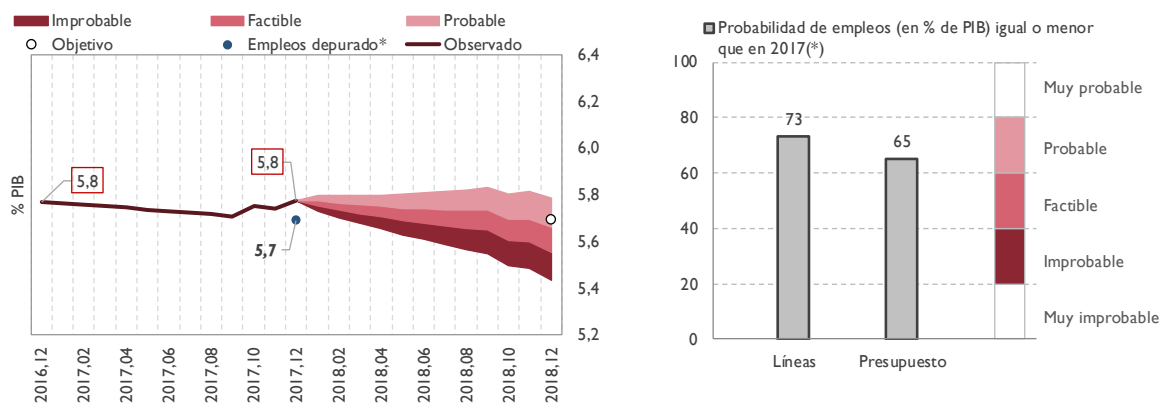 Improbable
Factible
Probable
Objetivo
Empleos depurado*
Observado
6,4
6,2
6,0
5,8
5,6
5,4
5,2
% PIB
5,8
5,8
5,7
2016,12
2017,02
2017,04
2017,06
2017,08
2017,10
2017,12
2018,02
2018,04
2018,06
2018,08
2018,10
2018,12
Probabilidad de empleos (en % de PIB) igual o menor
que en 2017(*)
100
80
60
40
20
0
73
65
Líneas
Presupuesto
Muy probable
Probable
Factible
Improbable
Muy improbable